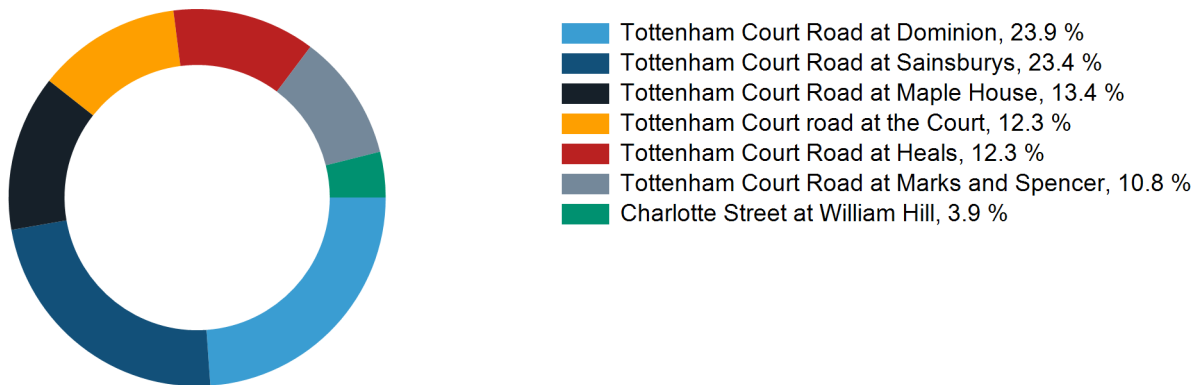 Tottenham Court Road at Dominion, 23.9 %
Tottenham Court Road at Sainsburys, 23.4 %
Tottenham Court Road at Maple House, 13.4 %
Tottenham Court road at the Court, 12.3 %
Tottenham Court Road at Heals, 12.3 %
Tottenham Court Road at Marks and Spencer, 10.8 %
Charlotte Street at William Hill, 3.9 %